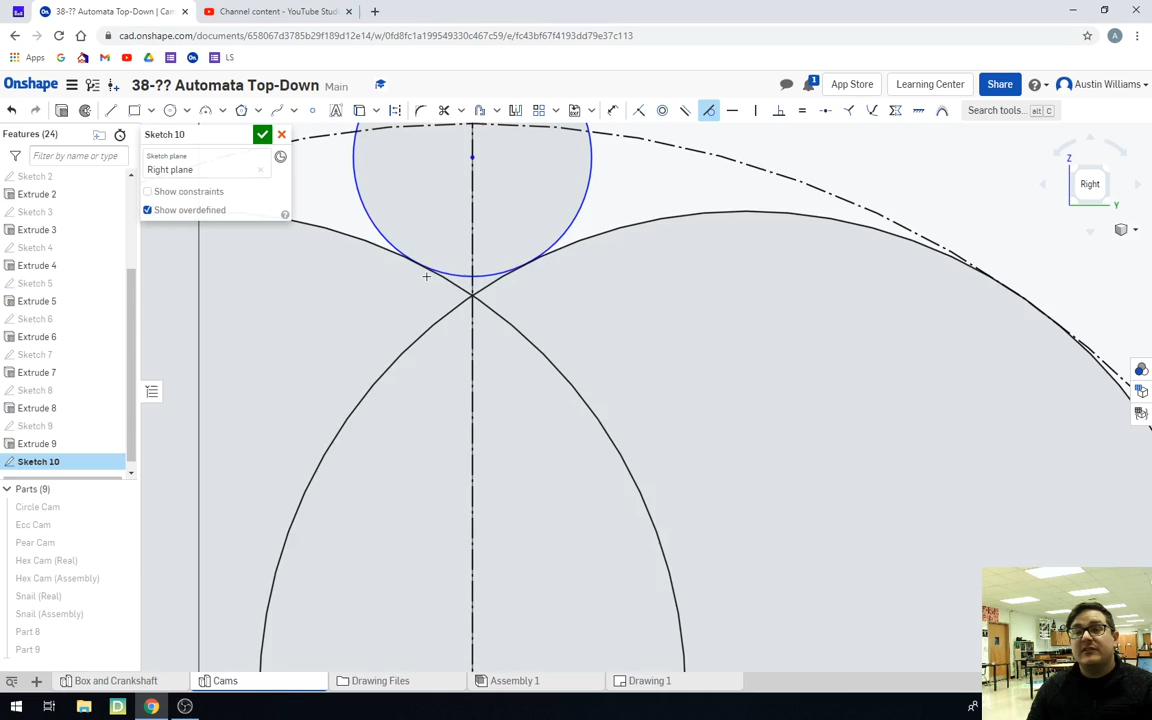 38-?? Automata Top-Down | Cam
Channel content - YouTube Stud
cad.onshape.com/documents/658067d3785b29f189d12e14/w/0fd8fc1a199549330c467c59/e/fc43bf67f4193dd79e37c113
A
Apps
LS
Onshape
38-?? Automata Top-Down Main
1
App Store
Learning Center
Share
Austin Williams
Search tools...
alt C
Features (24)
Filter by name or type
Sketch 2
Extrude 2
Sketch 3
Extrude 3
Sketch 4
Extrude 4
Sketch 5
Extrude 5
Sketch 6
Extrude 6
Sketch 7
Extrude 7
Sketch 8
Extrude 8
Sketch 9
Extrude 9
Sketch 10
Sketch 10
Sketch plane
Right plane
Show constraints
Show overdefined
Z
Right
Y
Parts (9)
Circle Cam
Ecc Cam
Pear Cam
Hex Cam (Real)
Hex Cam (Assembly)
Snail (Real)
Snail (Assembly)
Part 8
Part 9
Box and Crankshaft
Cams
Drawing Files
Assembly 1
Drawing 1